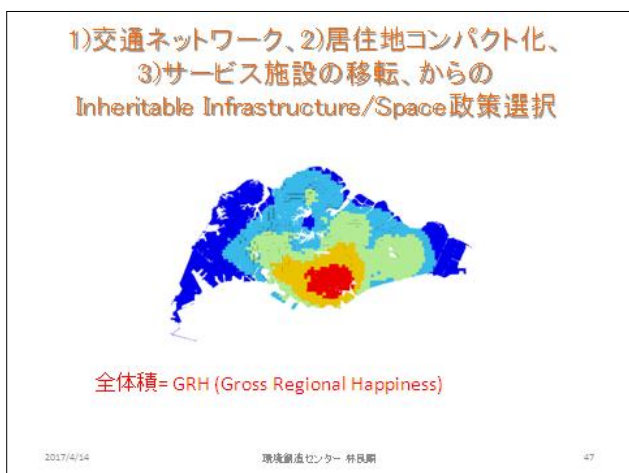 1)交通ネットワーク、2)居住地コンパクト化、
3)サービス施設の移転、からの
Inheritable Infrastructure/Space政策選択
全体積= GRH (Gross Regional Happiness)
2017/4/14
環境創造センター 林良嗣
47